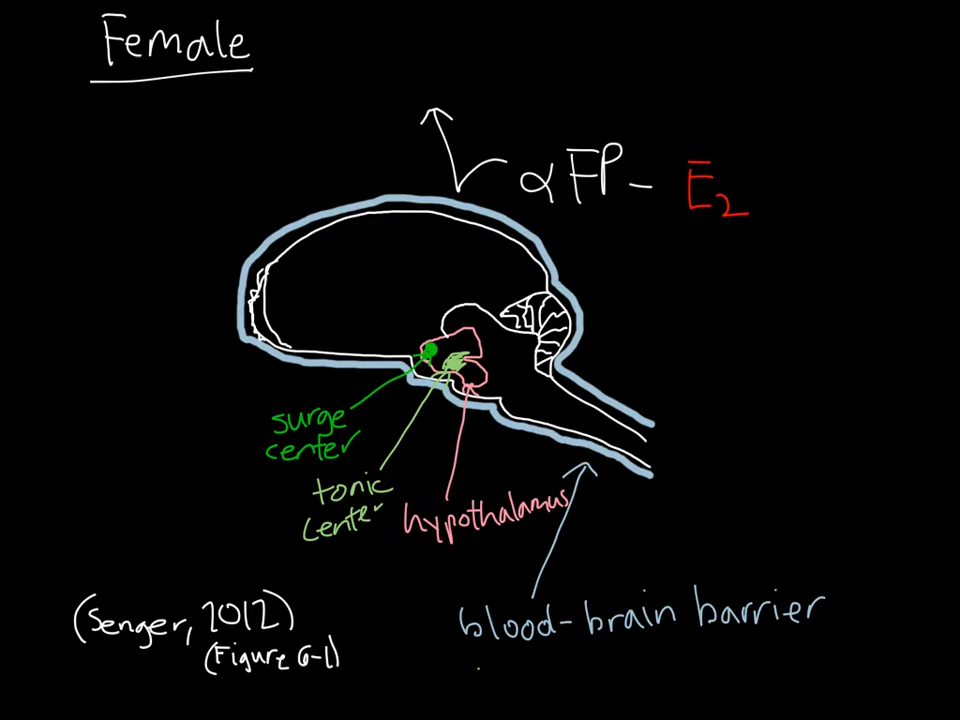 Female
αFP - E2
surge
center
tonic
center
hypothalamus
blood-brain barrier
(Senger, 2012)
(Figure 6-1)